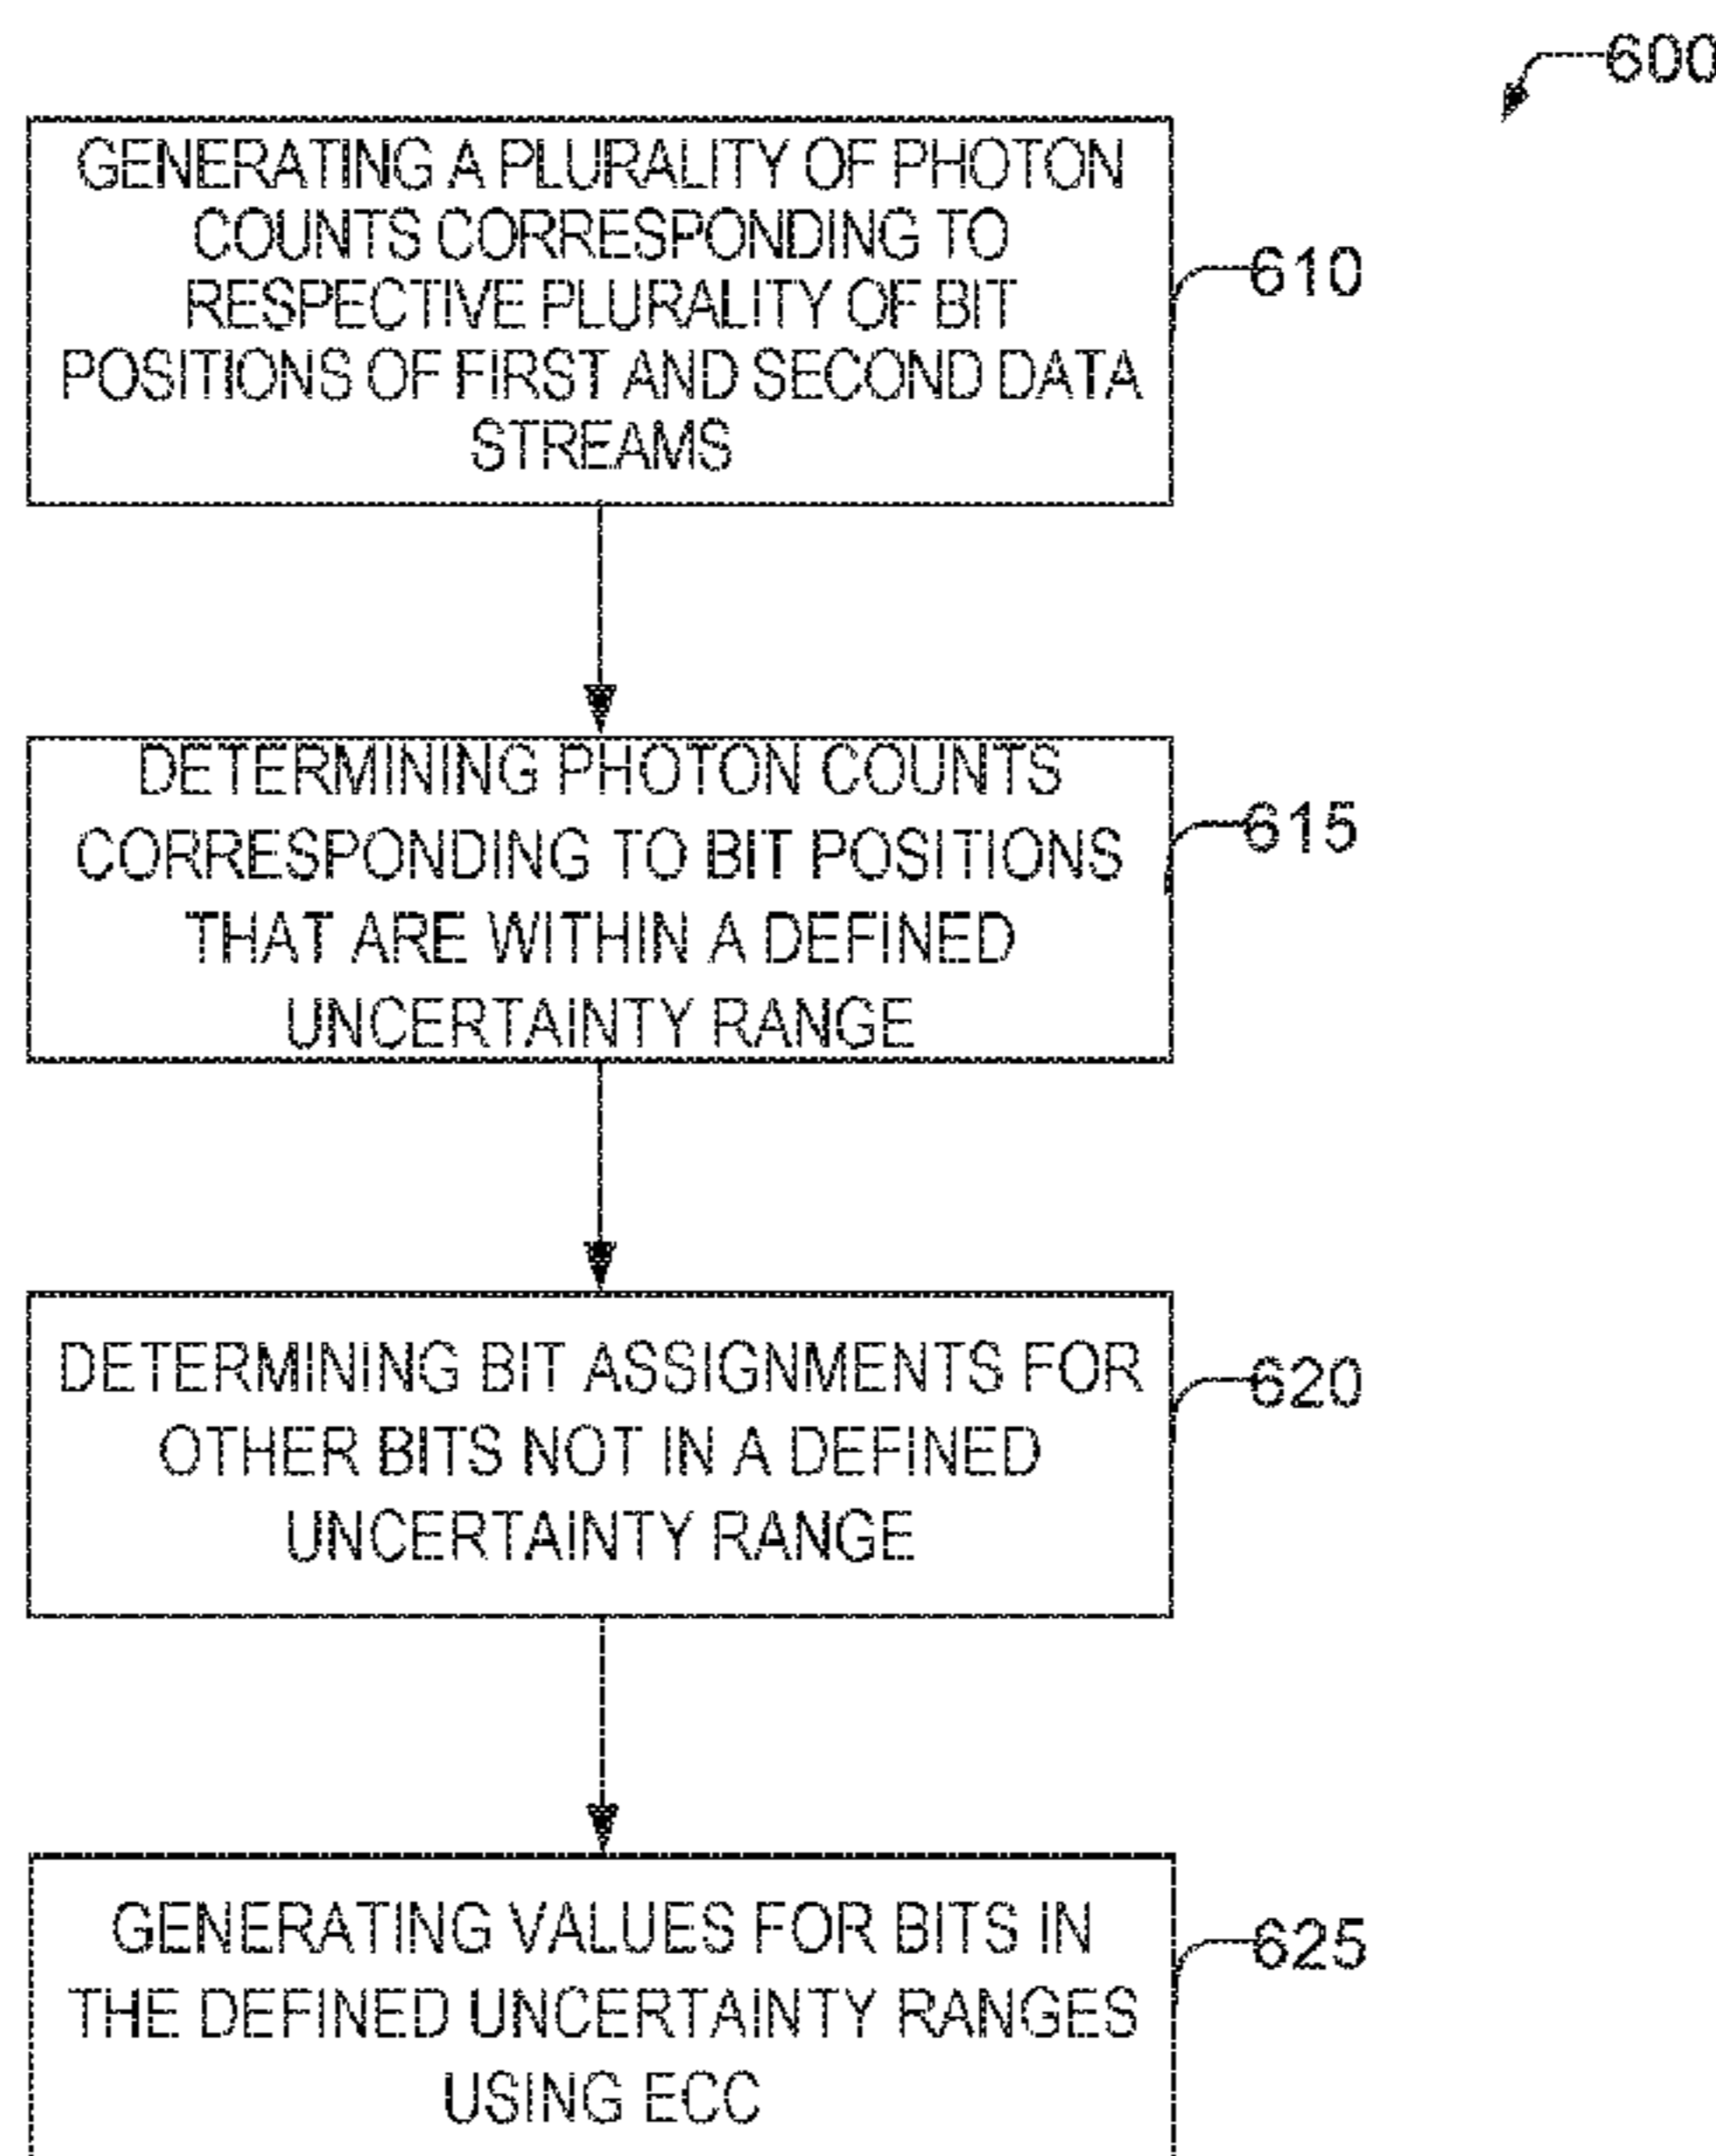 600
GENERATING A PLURALITY OF PHOTON
COUNTS CORRESPONDING TO
RESPECTIVE PLURALITY OF BIT
POSITIONS OF FIRST AND SECOND DATA
STREAMS
610
DETERMINING PHOTON COUNTS
CORRESPONDING TO BIT POSITIONS
THAT ARE WITHIN A DEFINED
UNCERTAINTY RANGE
615
DETERMINING BIT ASSIGNMENTS FOR
OTHER BITS NOT IN A DEFINED
UNCERTAINTY RANGE
620
GENERATING VALUES FOR BITS IN
THE DEFINED UNCERTAINTY RANGES
USING ECC
625